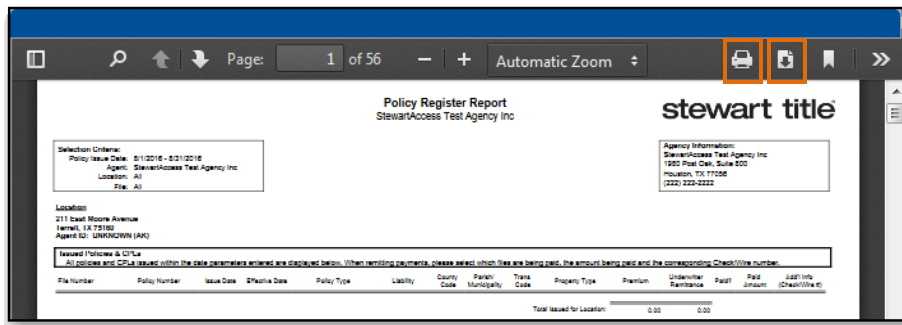 Page: 1 of 56 − + Automatic Zoom
Policy Register Report
StewartAccess Test Agency Inc
stewart title
Selection Criteria:
Policy Issue Date: 8/1/2016 - 8/31/2016
Agent: StewartAccess Test Agency Inc
Location: All
File: All
Agency Information:
StewartAccess Test Agency Inc
1980 Post Oak, Suite 800
Houston, TX 77056
(222) 222-2222
Location
211 East Moore Avenue
Terrell, TX 75160
Agent ID: UNKNOWN (AK)
Issued Policies & CPLs
All policies and CPLs issued within the date parameters entered are displayed below. When remitting payments, please select which files are being paid, the amount being paid and the corresponding Check/Wire number.
File Number Policy Number Issue Date Effective Date Policy Type Liability County Code Parish/ Municipality Trans Code Property Type Premium Underwriter Remittance Paid? Paid Amount Add'l Info (Check/Wire #)
Total Issued for Location: 0.00 0.00